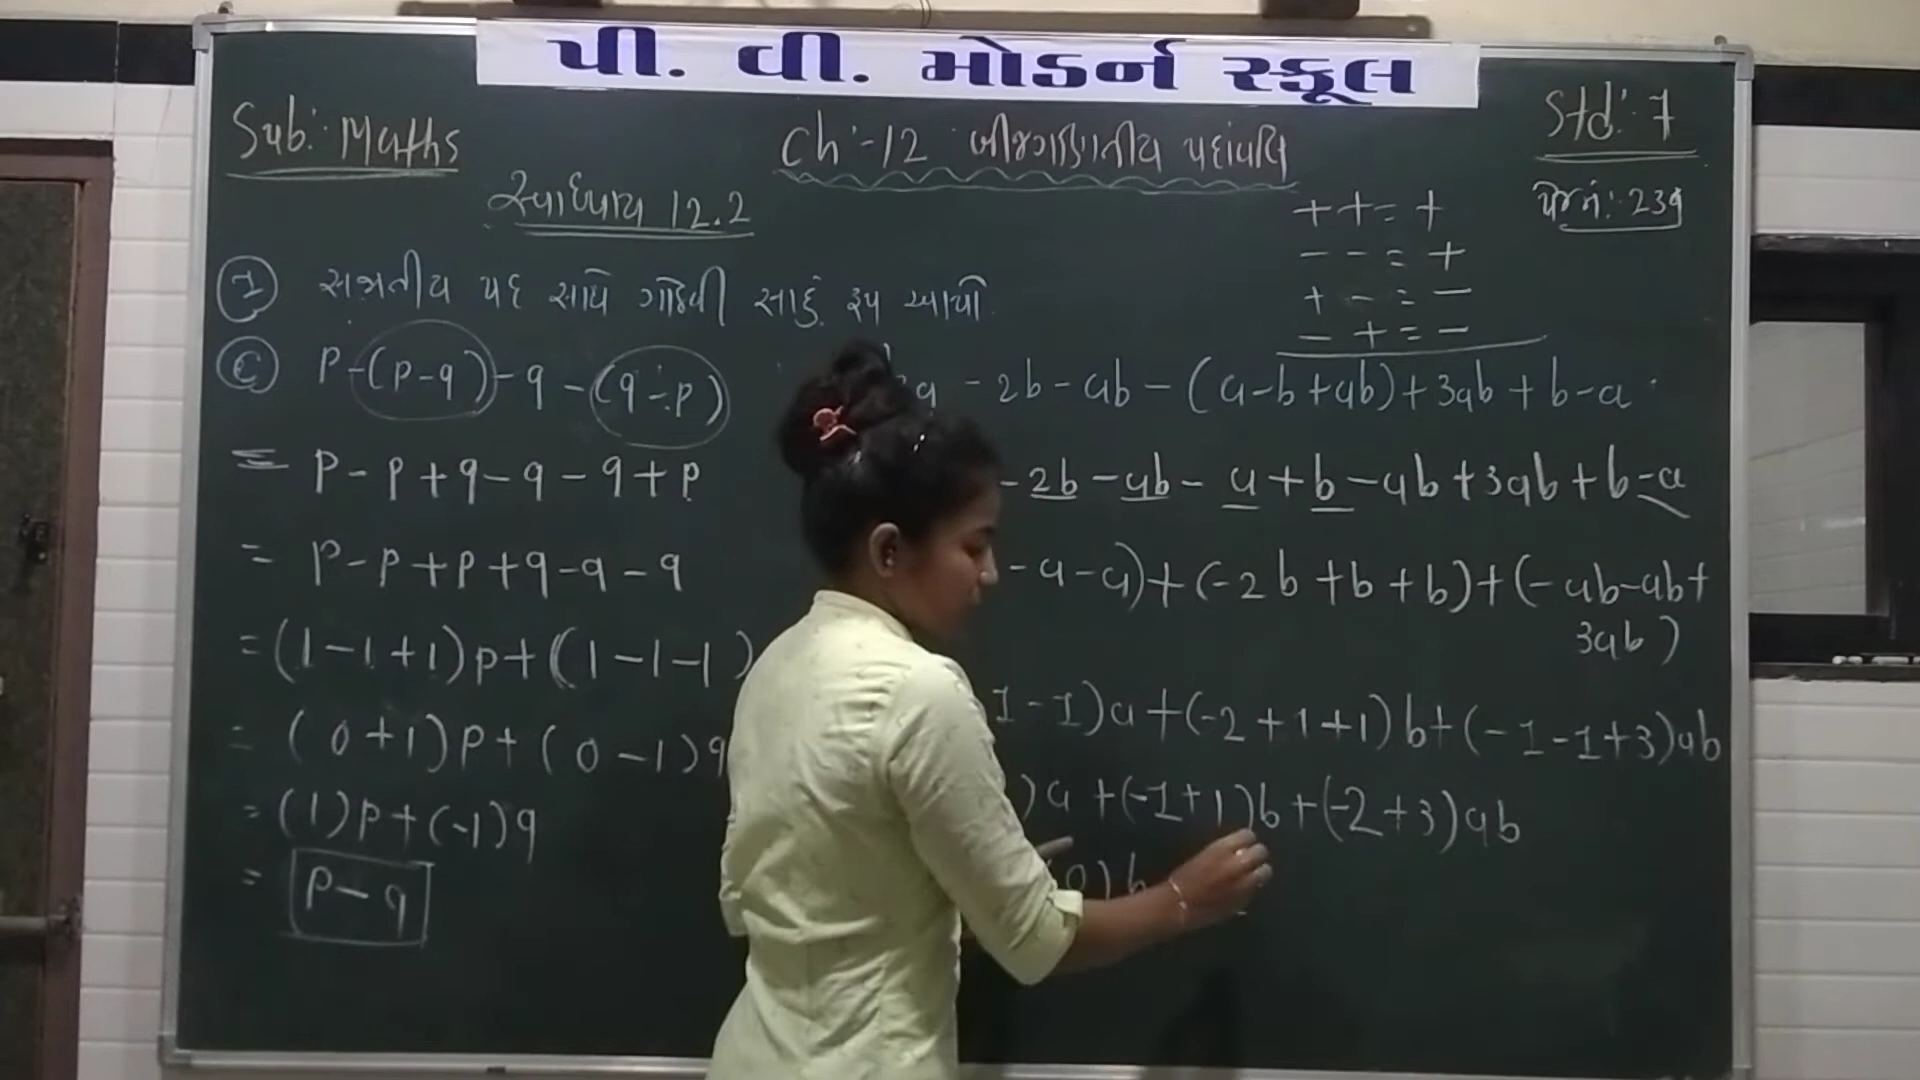 પી. વી. મોડર્ન સ્કૂલ
Sub: Maths
Ch:-12 બીજગણિતીય પદાવલિ
Std: 7
પેજ નં: 239
સ્વાધ્યાય 12.2
+ + = +
- - = +
+ - = -
- + = -
1 સજાતીય પદ સાથે ગોઠવી સાદું રૂપ આપો
p-(p-q)-q-(q-p)
= p-p+q-q-q+p
= p-p+p+q-q-q
=(1-1+1)p+(1-1-1)
= (0+1)p+(0-1)q
= (1)p+(-1)q
= p-q
a - 2b - ab - (a-b+ab)+3ab+b-a
-2b-ab-a+b-ab+3ab+b-a
-a-a)+(-2b+b+b)+(-ab-ab+
3ab)
1-1)a+(-2+1+1)b+(-1-1+3)ab
)a+(-1+1)b+(-2+3)ab
(0)b